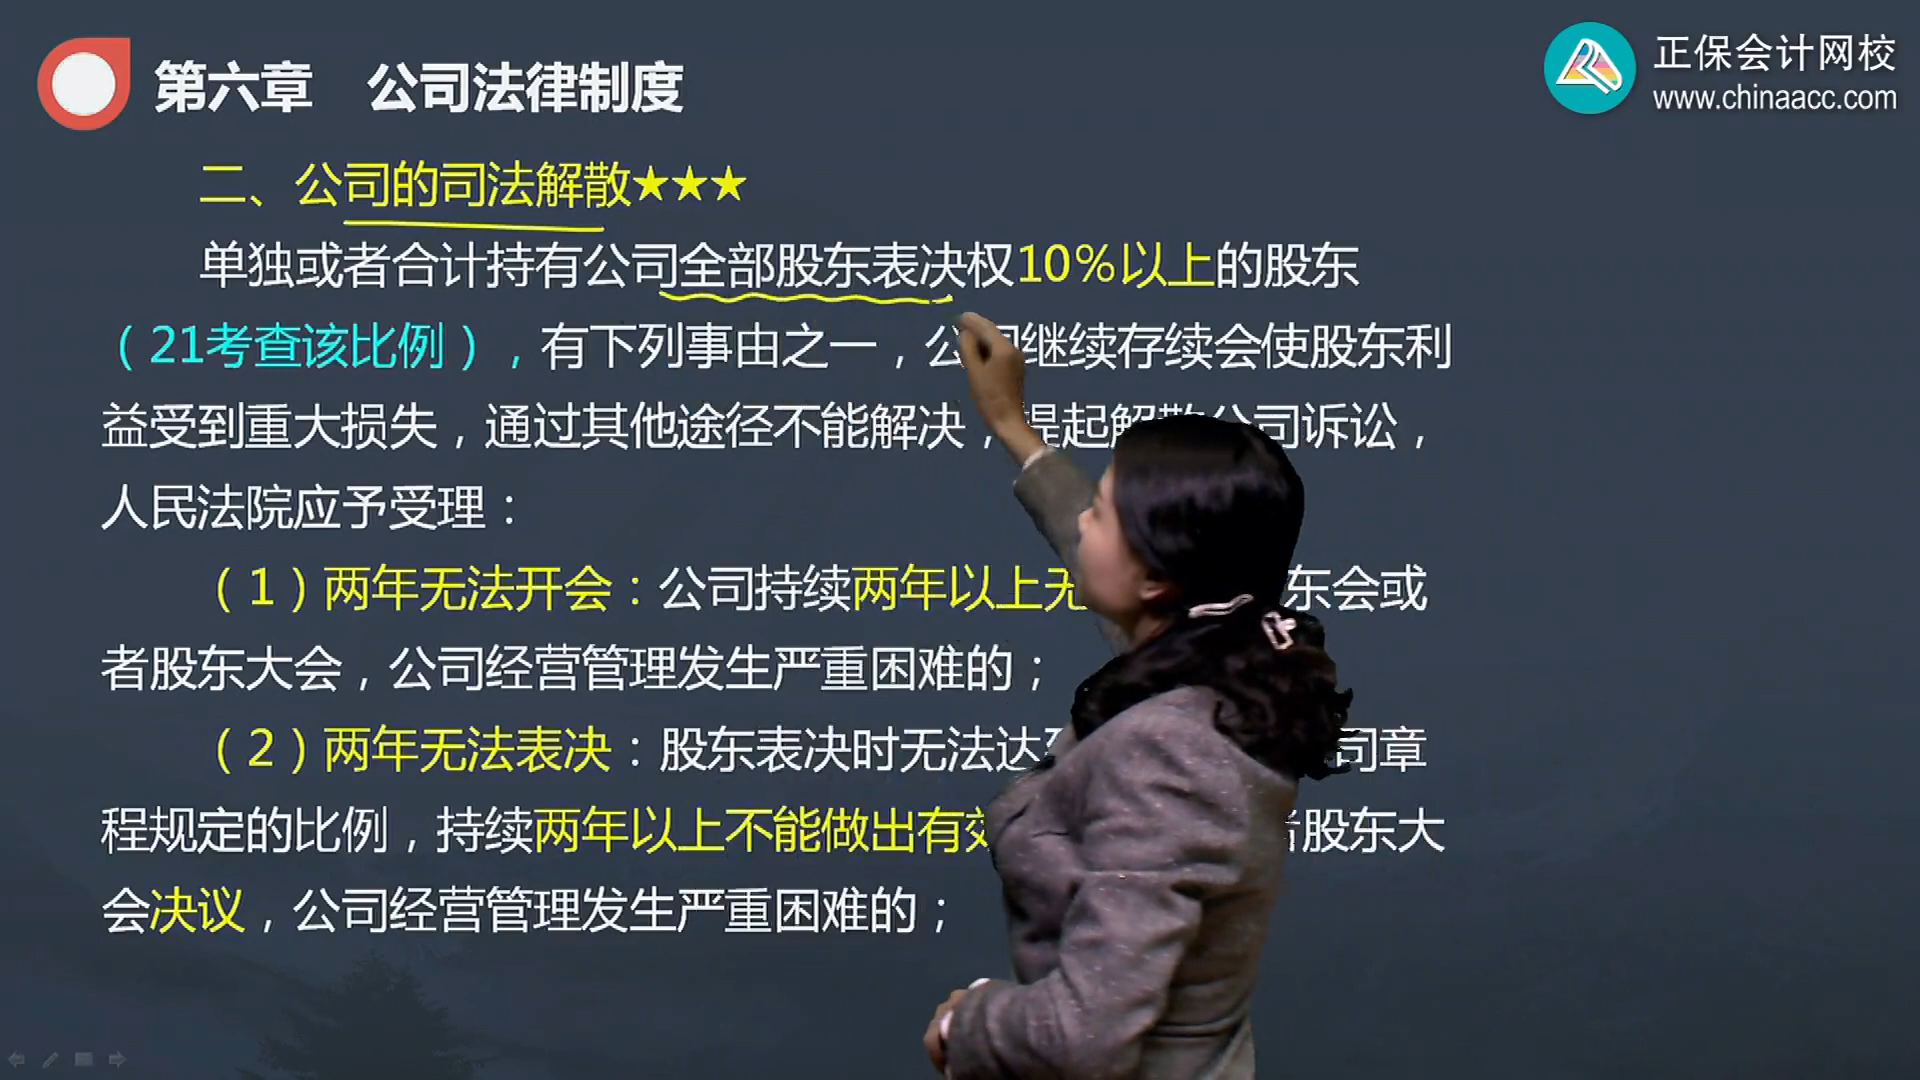 第六章 公司法律制度
正保会计网校
www.chinaacc.com
二、公司的司法解散★★★
单独或者合计持有公司全部股东表决权10%以上的股东
（21考查该比例），有下列事由之一，公司继续存续会使股东利
益受到重大损失，通过其他途径不能解决，提起解散公司诉讼，
人民法院应予受理：
（1）两年无法开会：公司持续两年以上无 东会或
者股东大会，公司经营管理发生严重困难的；
（2）两年无法表决：股东表决时无法达 司章
程规定的比例，持续两年以上不能做出有效 股东大
会决议，公司经营管理发生严重困难的；